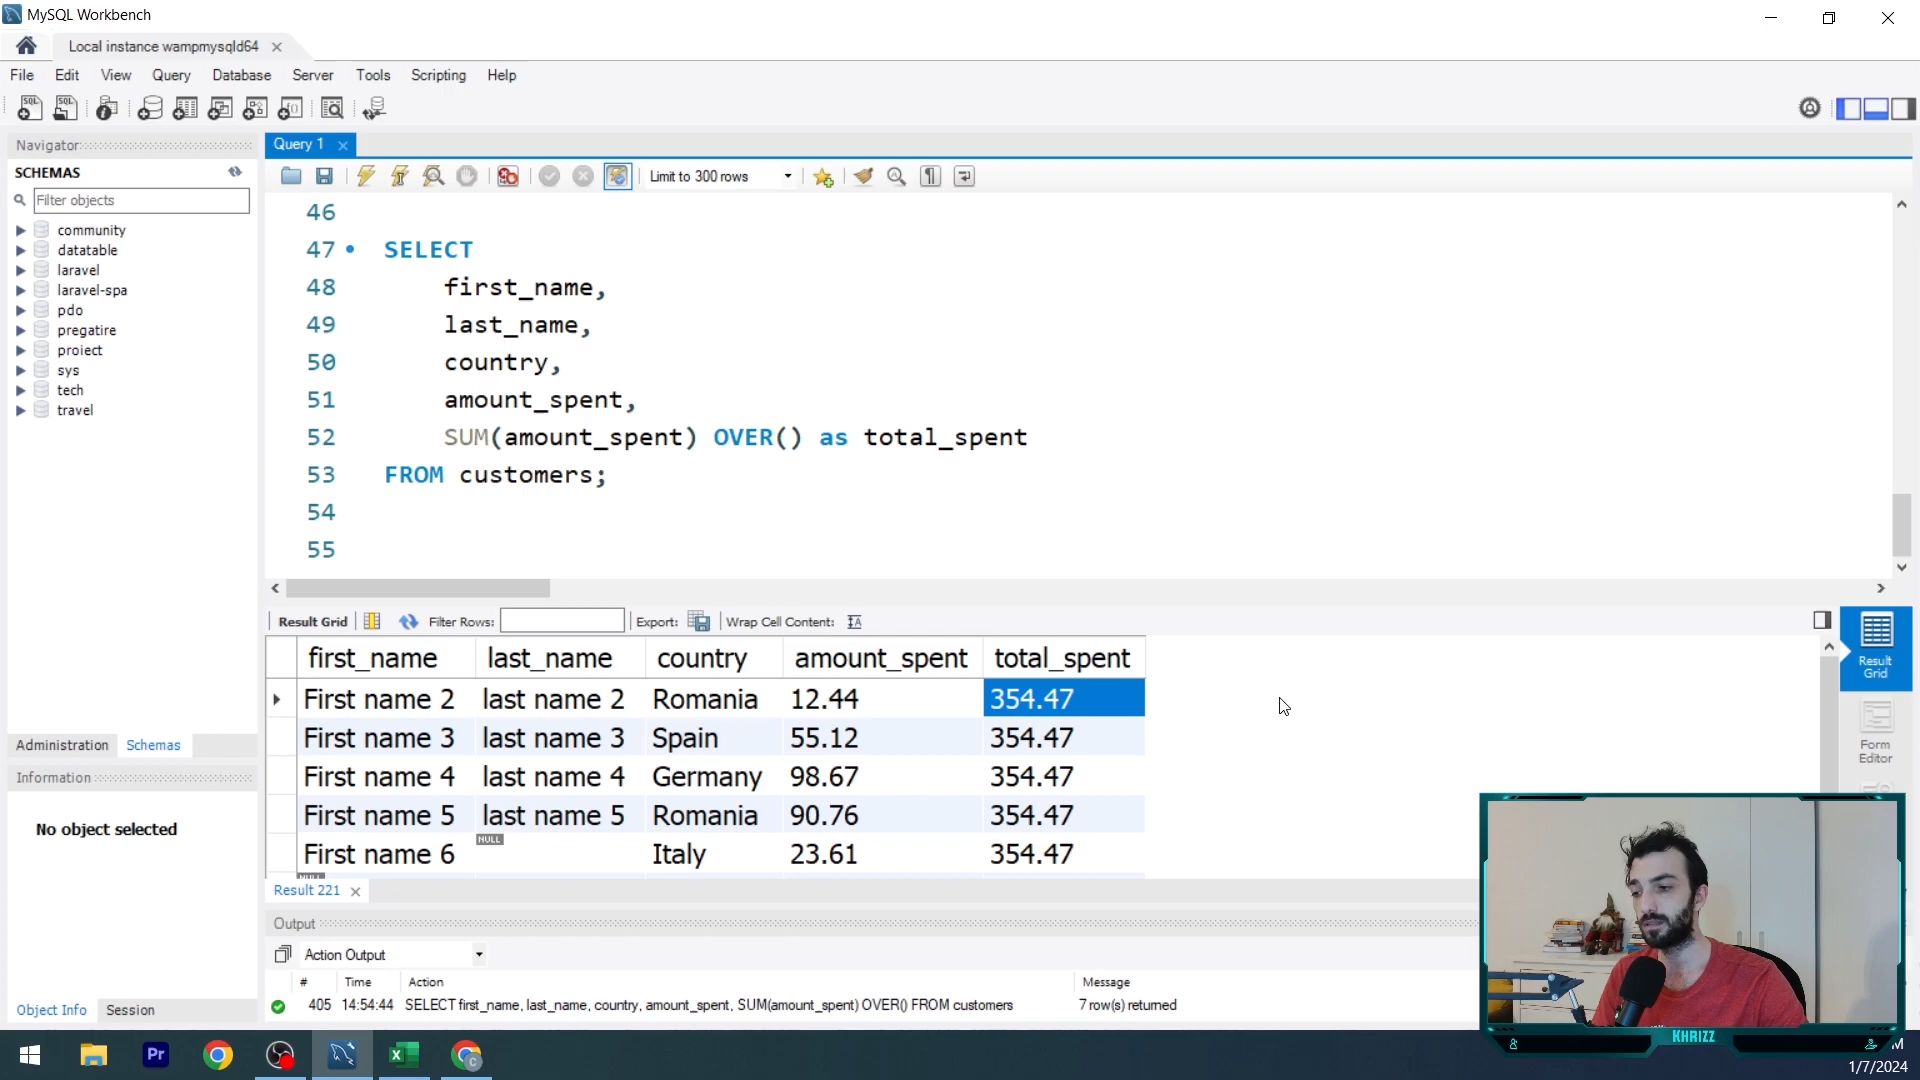 MySQL Workbench
Local instance wampmysqld64
File Edit View Query Database Server Tools Scripting Help
Navigator
SCHEMAS
Filter objects
community
datatable
laravel
laravel-spa
pdo
pregatire
proiect
sys
tech
travel
Administration Schemas
Information
No object selected
Object Info Session
Query 1
Limit to 300 rows
46
47 SELECT
48 first_name,
49 last_name,
50 country,
51 amount_spent,
52 SUM(amount_spent) OVER() as total_spent
53 FROM customers;
54
55
Result Grid Filter Rows: Export: Wrap Cell Content:
first_name last_name country amount_spent total_spent
First name 2 last name 2 Romania 12.44 354.47
First name 3 last name 3 Spain 55.12 354.47
First name 4 last name 4 Germany 98.67 354.47
First name 5 last name 5 Romania 90.76 354.47
First name 6 NULL Italy 23.61 354.47
NULL
Result Grid
Form Editor
Result 221
Output
Action Output
# Time Action Message
405 14:54:44 SELECT first_name, last_name, country, amount_spent, SUM(amount_spent) OVER() FROM customers 7 row(s) returned
KHRIZZ
Pr
M
1/7/2024